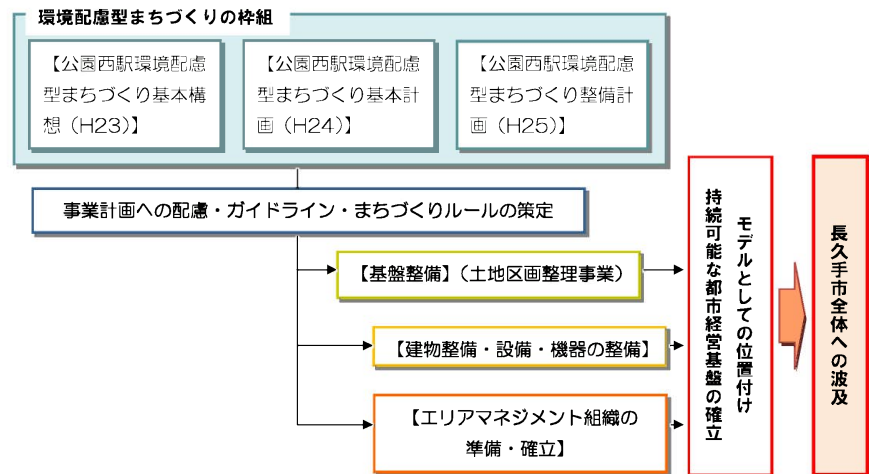 環境配慮型まちづくりの枠組
【公園西駅環境配慮
型まちづくり基本構
想（H23）】
【公園西駅環境配慮
型まちづくり基本計
画（H24）】
【公園西駅環境配慮
型まちづくり整備計
画（H25）】
事業計画への配慮・ガイドライン・まちづくりルールの策定
【基盤整備】（土地区画整理事業）
【建物整備・設備・機器の整備】
【エリアマネジメント組織の
準備・確立】
モデルとしての位置付け
持続可能な都市経営基盤の確立
長久手市全体への波及